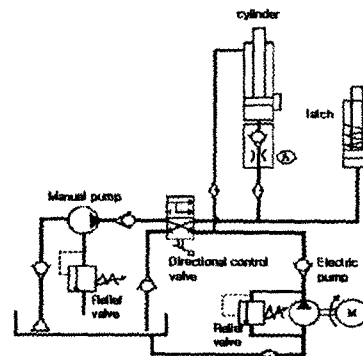 cylinder
latch
A
Manual pump
Directional control
valve
Electric
pump
Relief
valve
Relief
valve
M